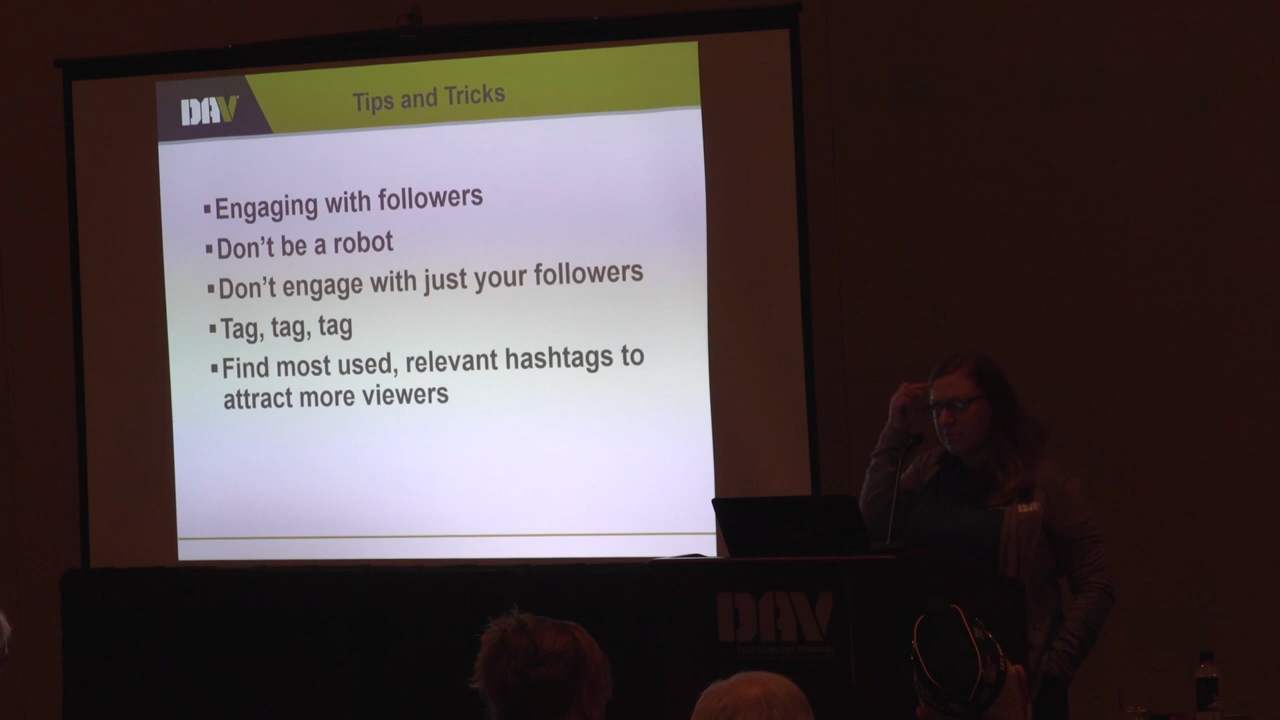 DAV
Tips and Tricks
▪Engaging with followers
▪Don't be a robot
▪Don't engage with just your followers
▪Tag, tag, tag
▪Find most used, relevant hashtags to
attract more viewers
DAV